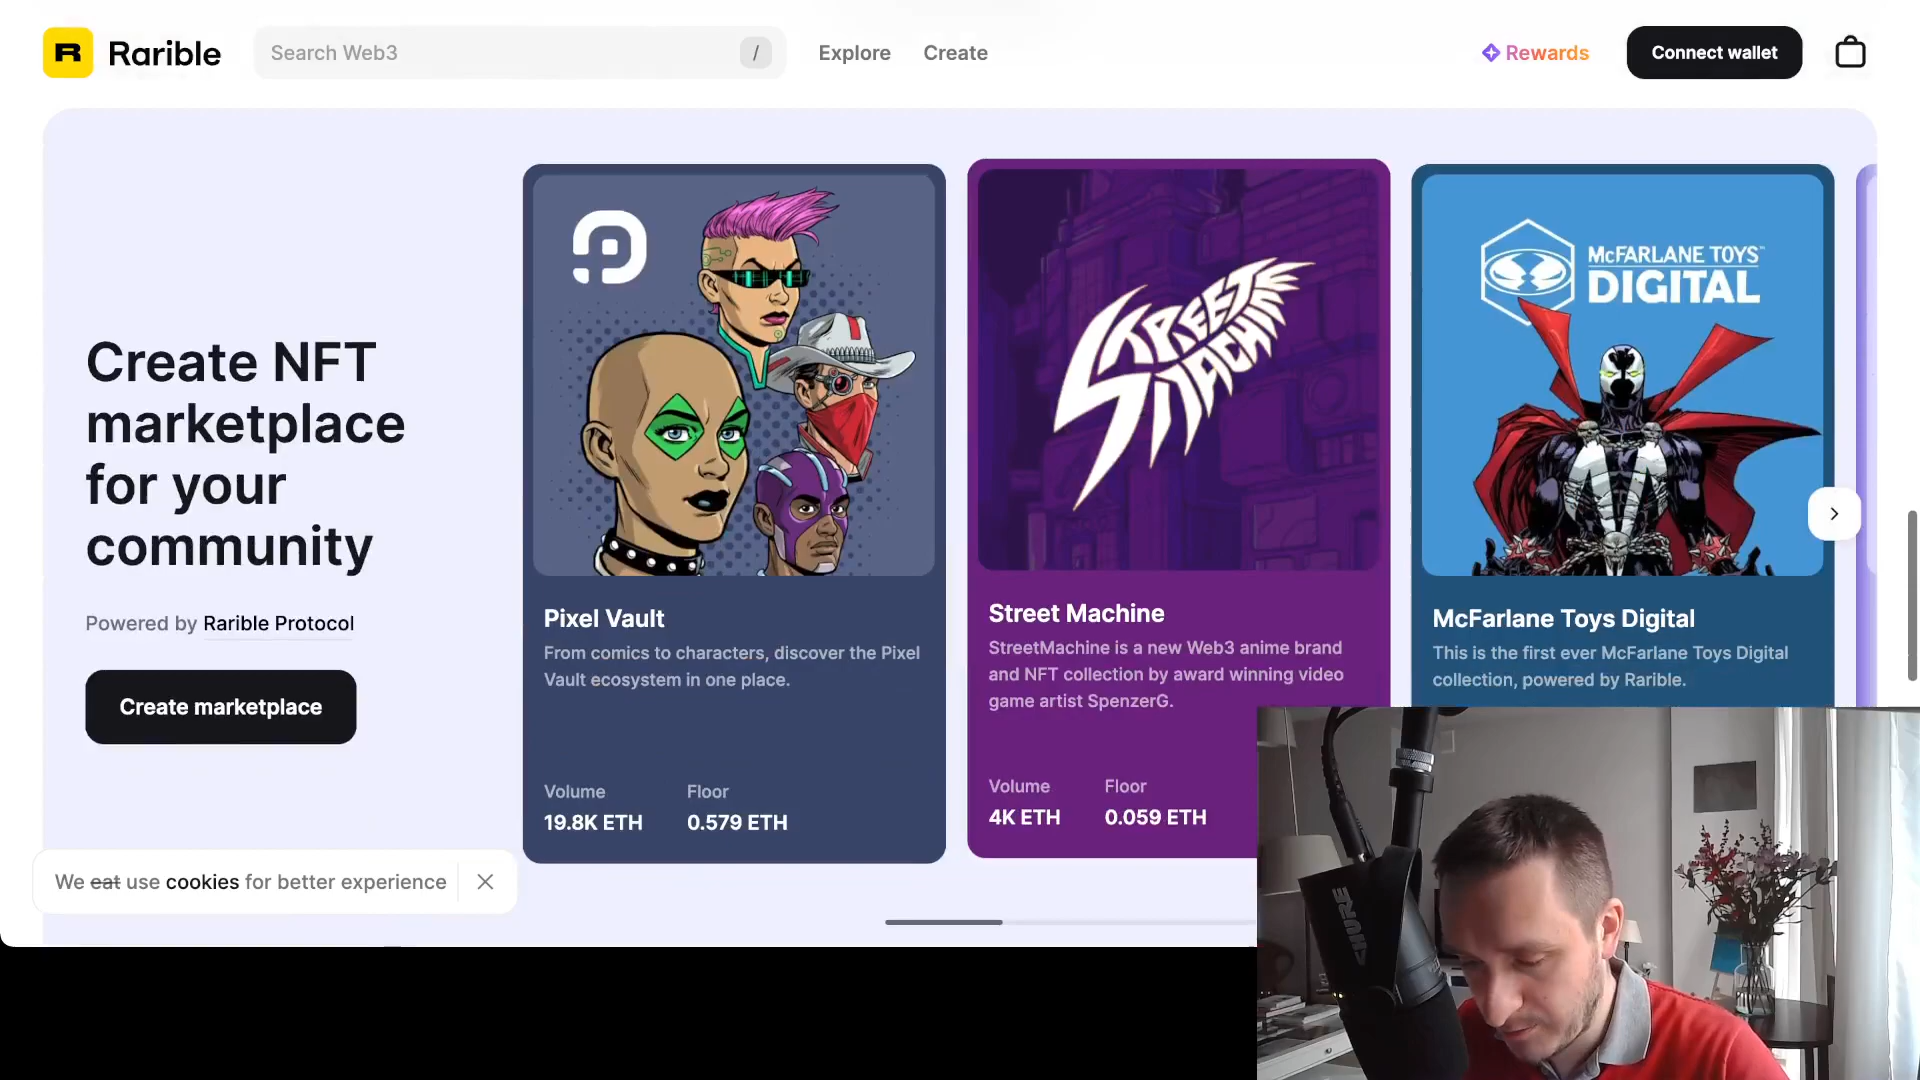 R Rarible
Search Web3
/
Explore
Create
Rewards
Connect wallet
Create NFT
marketplace
for your
community
Powered by Rarible Protocol
Create marketplace
STREET
MACHINE
McFARLANE TOYS™
DIGITAL
Pixel Vault
From comics to characters, discover the Pixel
Vault ecosystem in one place.
Volume
Floor
19.8K ETH
0.579 ETH
Street Machine
StreetMachine is a new Web3 anime brand
and NFT collection by award winning video
game artist SpenzerG.
Volume
Floor
4K ETH
0.059 ETH
McFarlane Toys Digital
This is the first ever McFarlane Toys Digital
collection, powered by Rarible.
We eat use cookies for better experience
SHURE